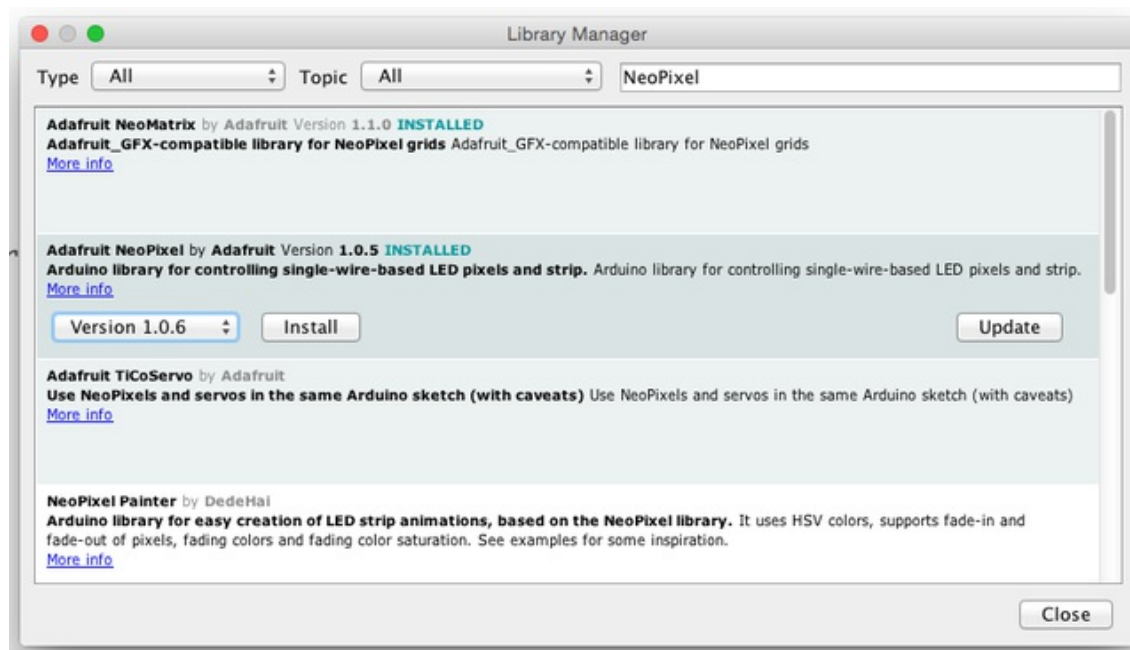 Library Manager
Type All Topic All NeoPixel
Adafruit NeoMatrix by Adafruit Version 1.1.0 INSTALLED
Adafruit_GFX-compatible library for NeoPixel grids Adafruit_GFX-compatible library for NeoPixel grids
More info
Adafruit NeoPixel by Adafruit Version 1.0.5 INSTALLED
Arduino library for controlling single-wire-based LED pixels and strip. Arduino library for controlling single-wire-based LED pixels and strip.
More info
Version 1.0.6 Install Update
Adafruit TiCoServo by Adafruit
Use NeoPixels and servos in the same Arduino sketch (with caveats) Use NeoPixels and servos in the same Arduino sketch (with caveats)
More info
NeoPixel Painter by DedeHai
Arduino library for easy creation of LED strip animations, based on the NeoPixel library. It uses HSV colors, supports fade-in and
fade-out of pixels, fading colors and fading color saturation. See examples for some inspiration.
More info
Close